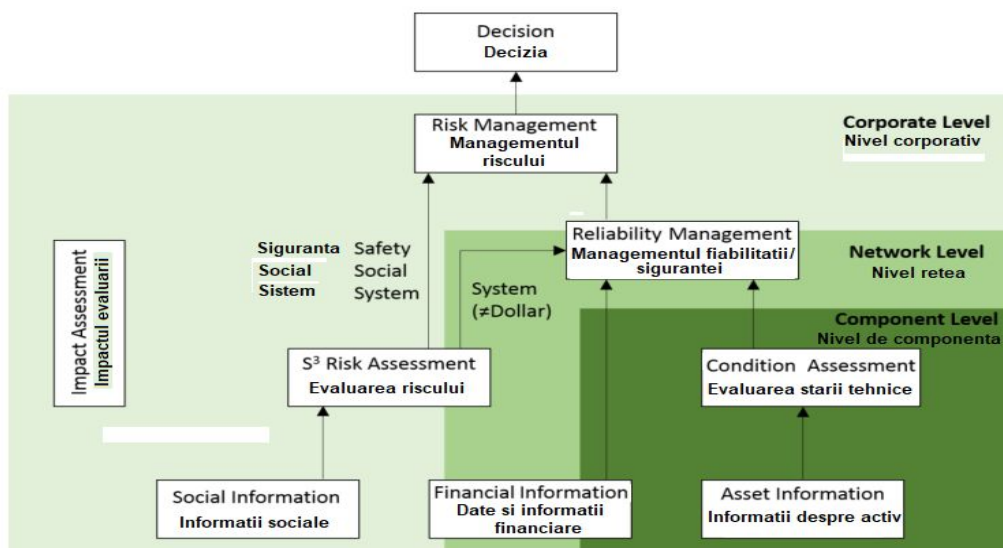 Decision
Decizia
Risk Management
Managementul
riscului
Corporate Level
Nivel corporativ
Impact Assessment
Impactul evaluarii
Siguranta Safety
Social Social
Sistem System
Reliability Management
Managementul fiabilitatii/
sigurantei
Network Level
Nivel retea
System
(≠Dollar)
Component Level
Nivel de componenta
S³ Risk Assessment
Evaluarea riscului
Condition Assessment
Evaluarea starii tehnice
Social Information
Informatii sociale
Financial Information
Date si informatii
financiare
Asset Information
Informatii despre activ